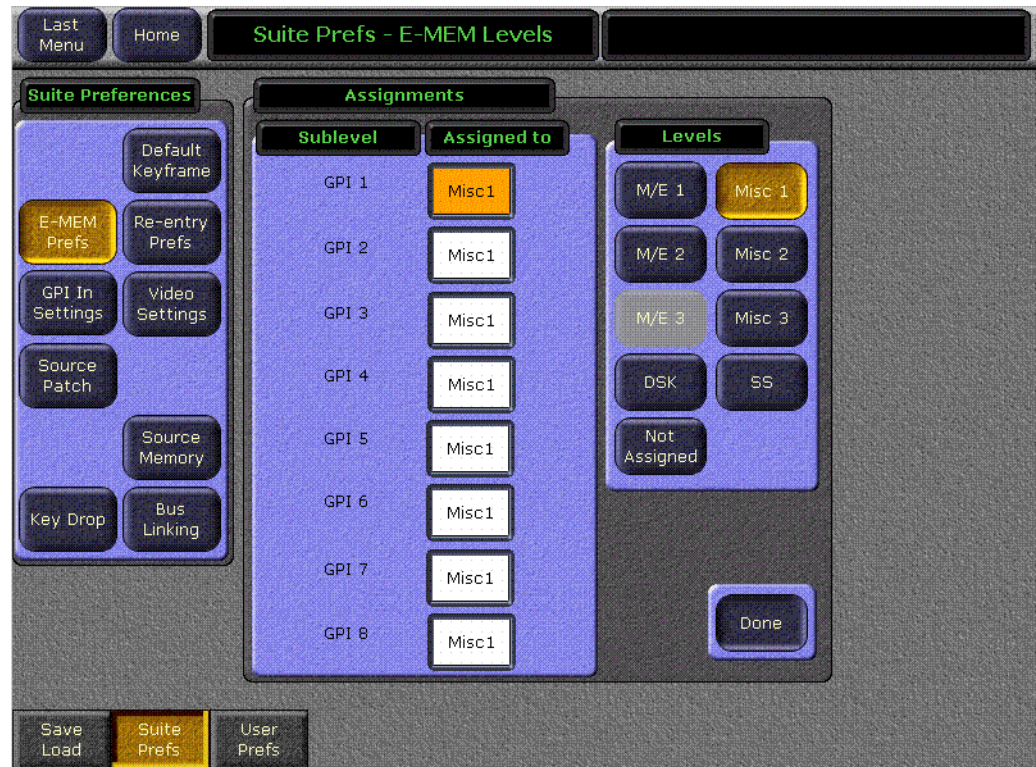 Last
Menu
Home
Suite Prefs - E-MEM Levels
Suite Preferences
Default
Keyframe
E-MEM
Prefs
Re-entry
Prefs
GPI In
Settings
Video
Settings
Source
Patch
Source
Memory
Key Drop
Bus
Linking
Assignments
Sublevel
Assigned to
GPI 1
Misc1
GPI 2
Misc1
GPI 3
Misc1
GPI 4
Misc1
GPI 5
Misc1
GPI 6
Misc1
GPI 7
Misc1
GPI 8
Misc1
Levels
M/E 1
Misc 1
M/E 2
Misc 2
M/E 3
Misc 3
DSK
SS
Not
Assigned
Done
Save
Load
Suite
Prefs
User
Prefs